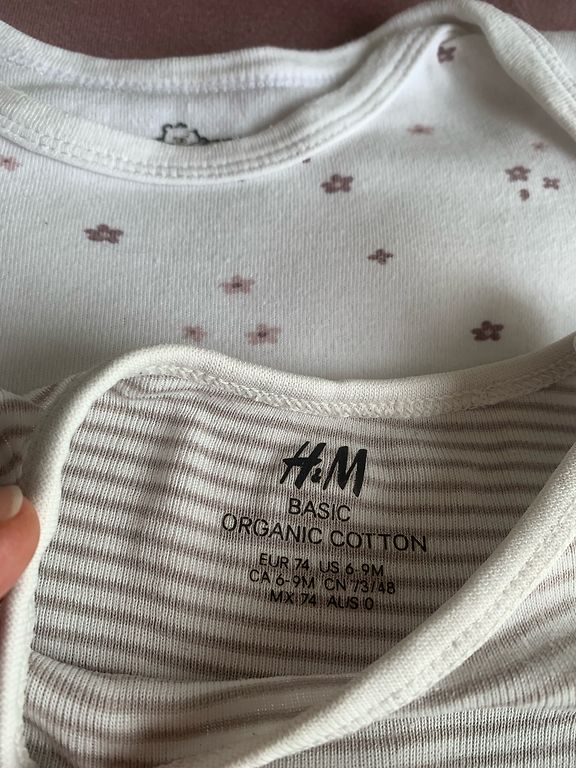 H&M
BASIC
ORGANIC COTTON
EUR 74 US 6-9M
CA 6-9M CN 73/48
MX 74 AUS 0